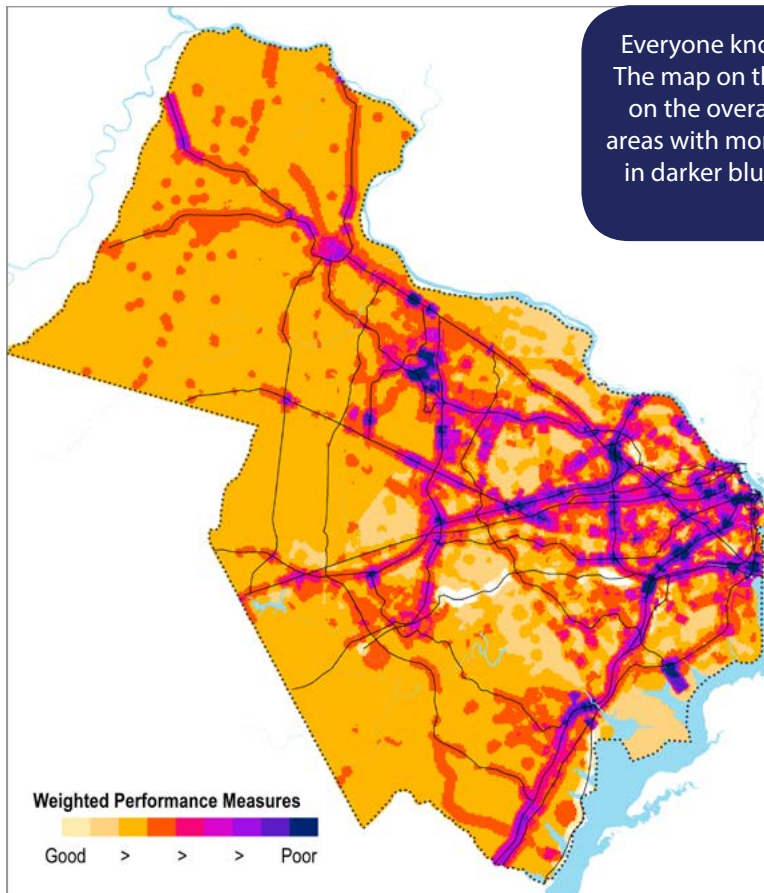 Everyone kno
The map on th
on the overa
areas with mor
in darker blu
Weighted Performance Measures
Good > > > Poor